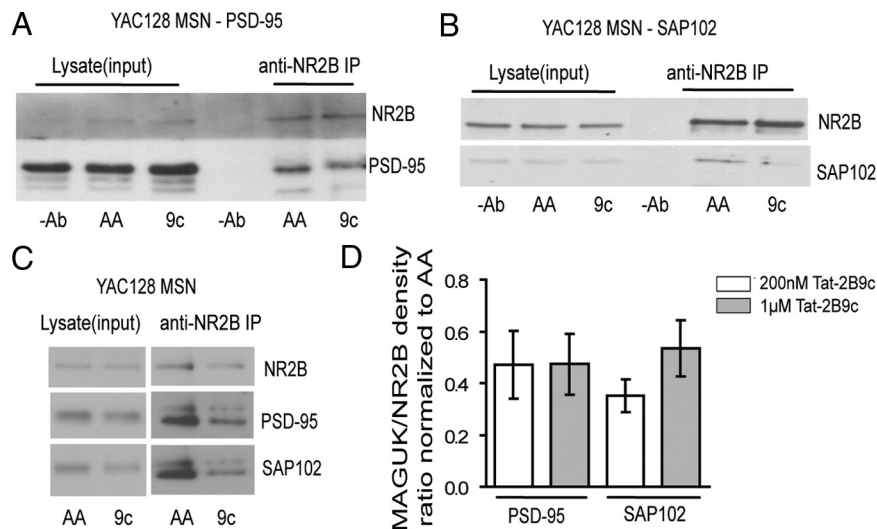 A
YAC128 MSN - PSD-95
Lysate(input)
anti-NR2B IP
NR2B
PSD-95
-Ab AA 9c -Ab AA 9c
B
YAC128 MSN - SAP102
Lysate(input)
anti-NR2B IP
NR2B
SAP102
-Ab AA 9c -Ab AA 9c
C
YAC128 MSN
Lysate(input) anti-NR2B IP
NR2B
PSD-95
SAP102
AA 9c AA 9c
D
MAGUK/NR2B density
ratio normalized to AA
0.8
0.6
0.4
0.2
0.0
PSD-95 SAP102
200nM Tat-2B9c
1µM Tat-2B9c